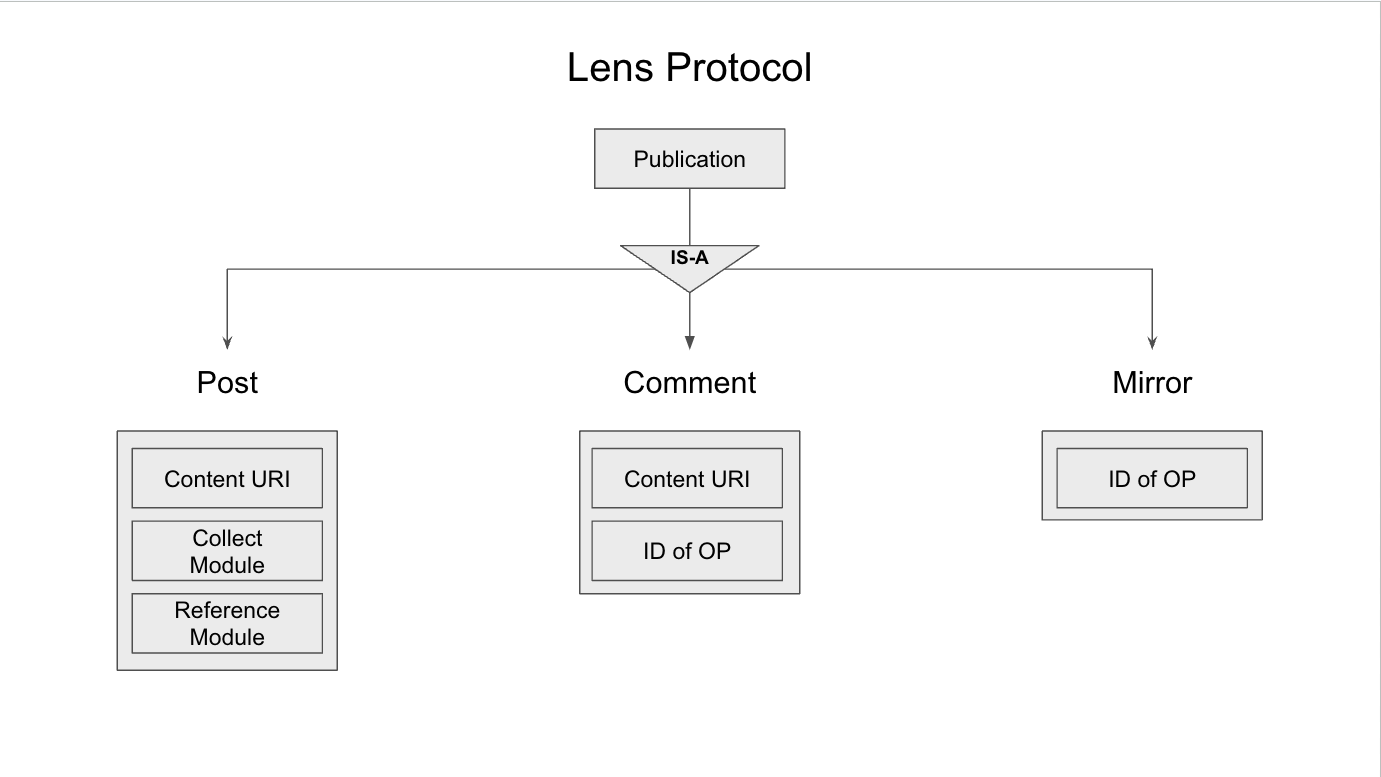 Lens Protocol
Publication
IS-A
Post
Comment
Mirror
Content URI
Collect
Module
Reference
Module
Content URI
ID of OP
ID of OP